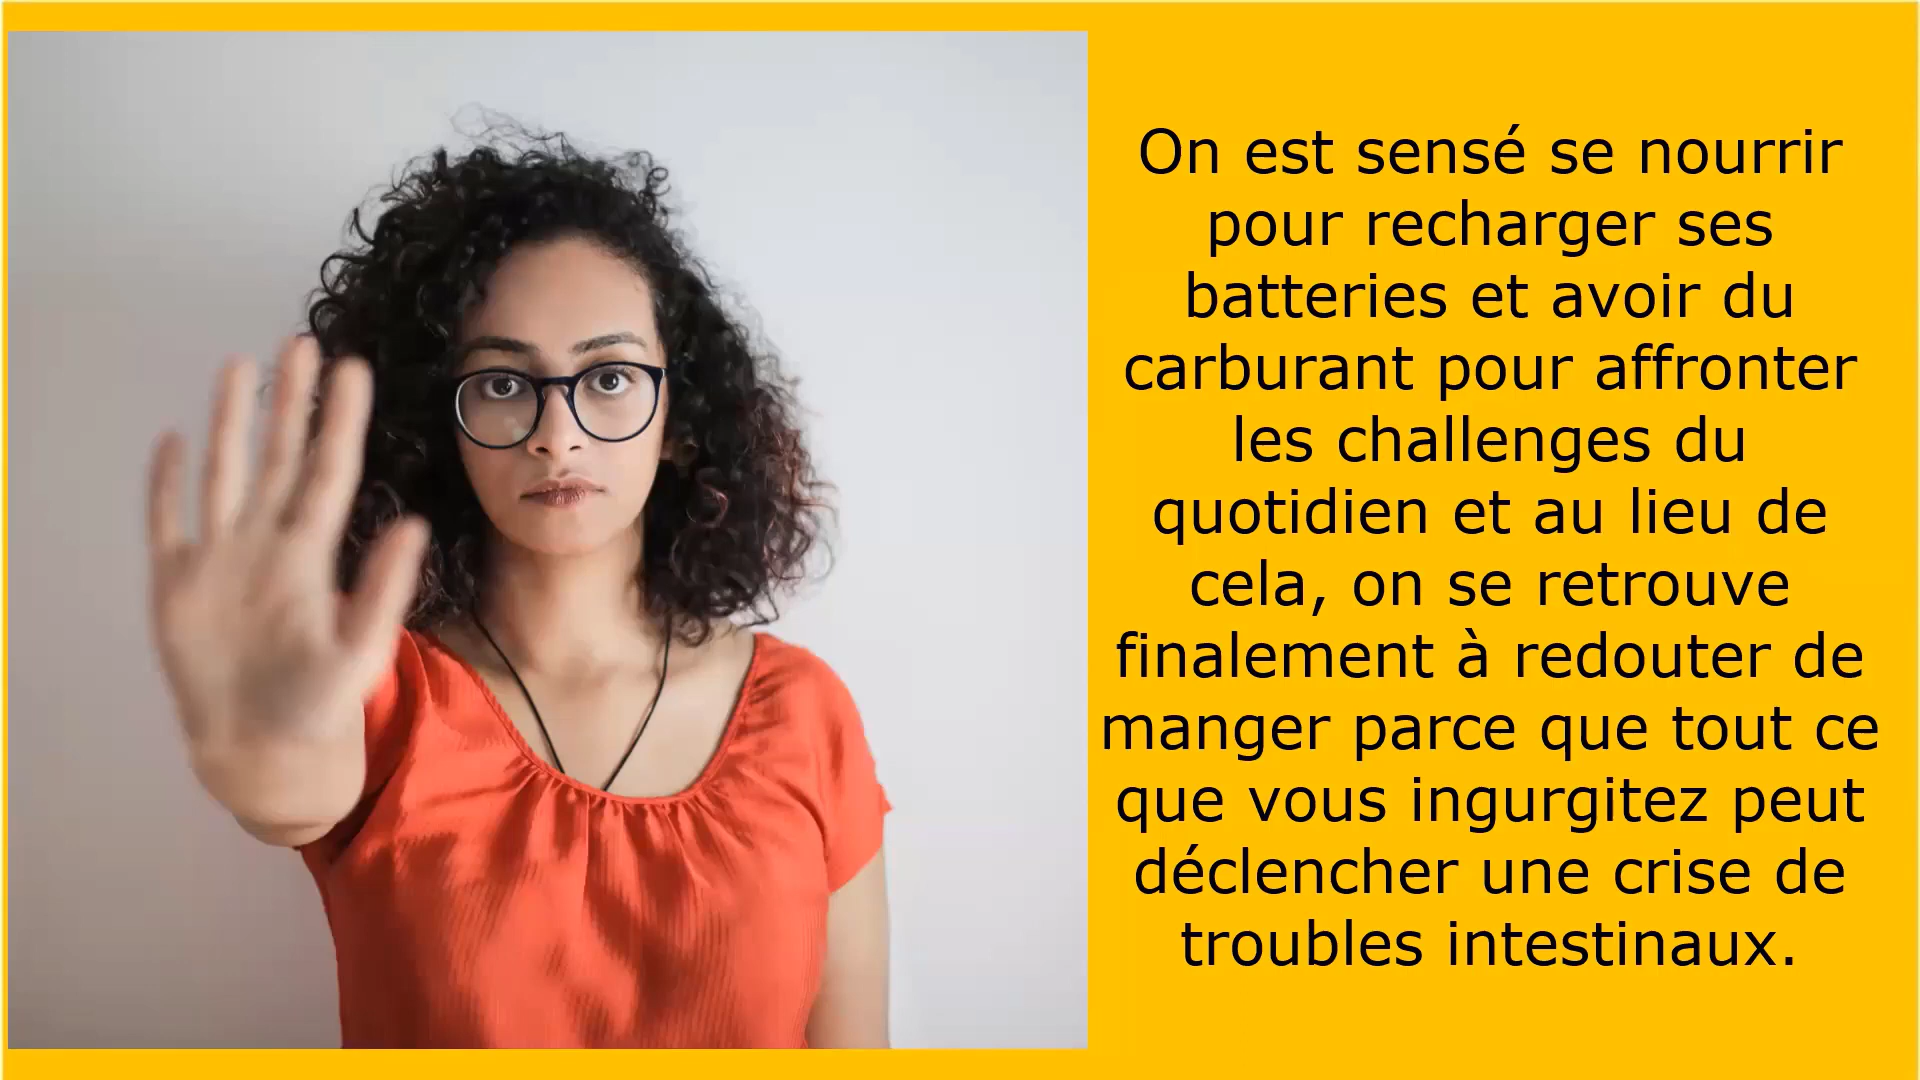 On est sensé se nourrir
pour recharger ses
batteries et avoir du
carburant pour affronter
les challenges du
quotidien et au lieu de
cela, on se retrouve
finalement à redouter de
manger parce que tout ce
que vous ingurgitez peut
déclencher une crise de
troubles intestinaux.